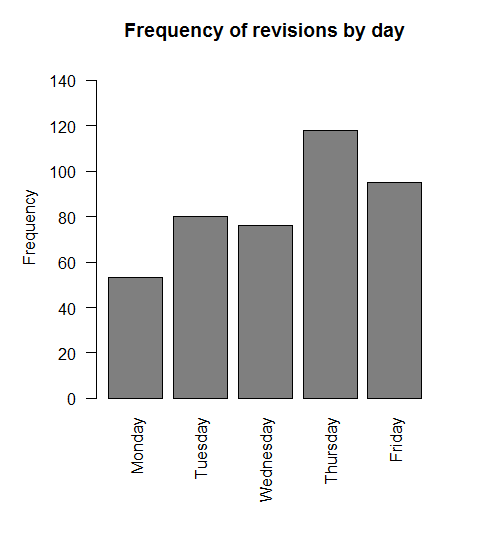 Frequency of revisions by day
Frequency
140
120
100
80
60
40
20
0
Monday
Tuesday
Wednesday
Thursday
Friday